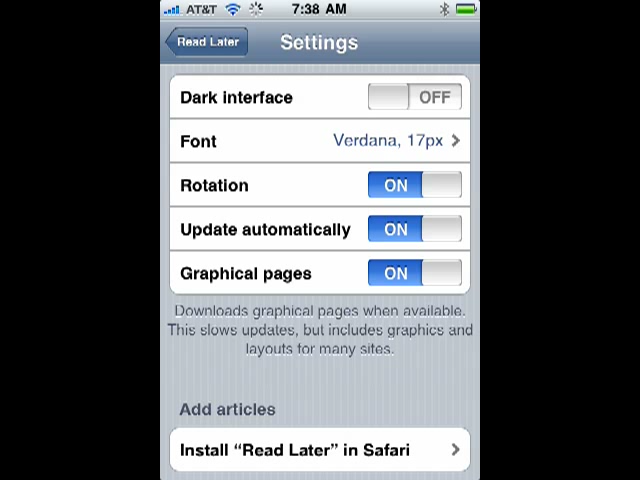 AT&T 7:38 AM
Read Later Settings
Dark interface OFF
Font Verdana, 17px
Rotation ON
Update automatically ON
Graphical pages ON
Downloads graphical pages when available.
This slows updates, but includes graphics and
layouts for many sites.
Add articles
Install “Read Later” in Safari